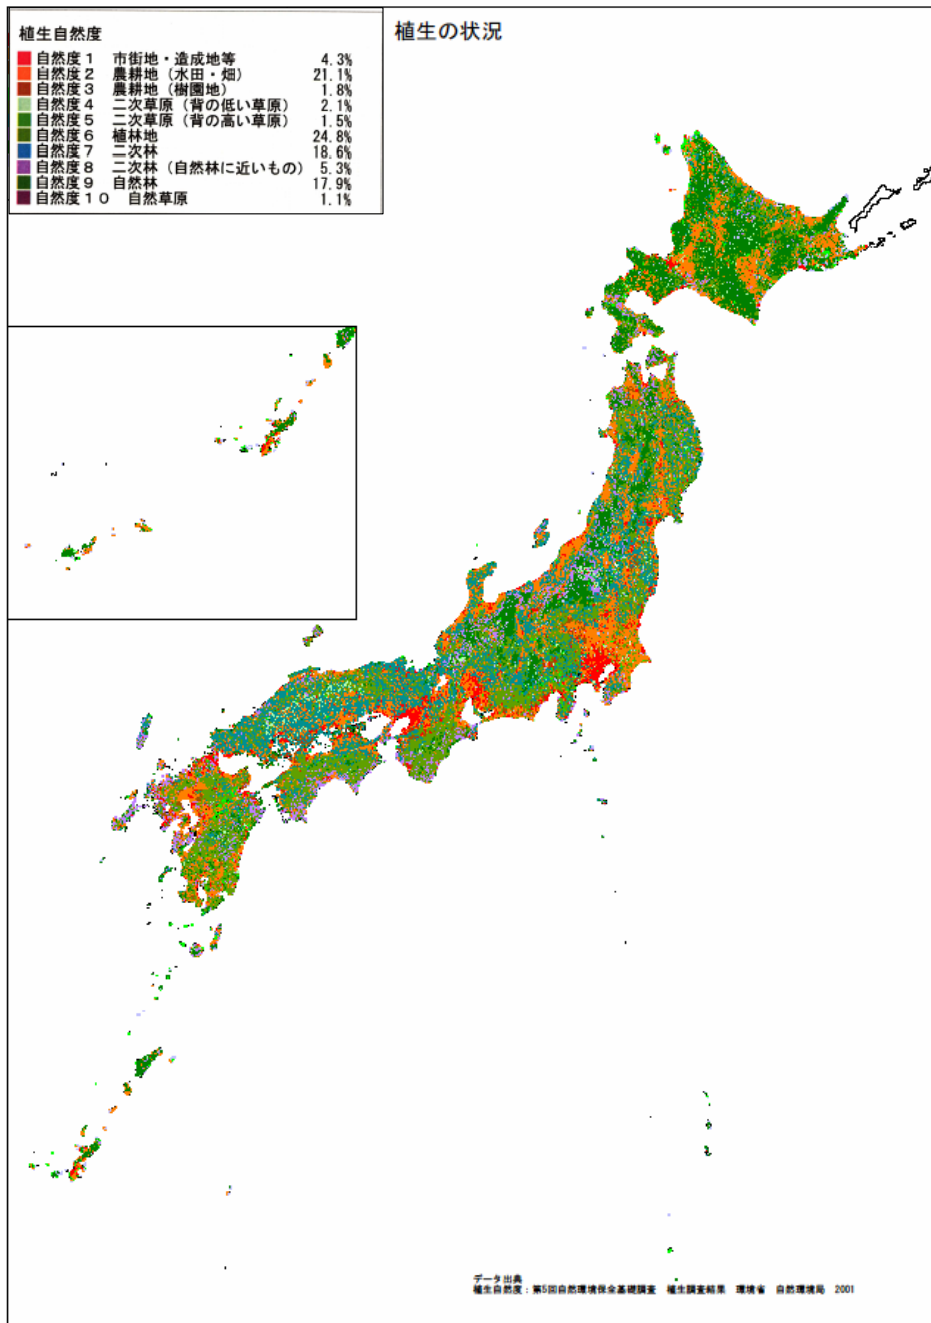 植生の状況
植生自然度
自然度１ 市街地・造成地等 4.3%
自然度２ 農耕地（水田・畑） 21.1%
自然度３ 農耕地（樹園地） 1.8%
自然度４ 二次草原（背の低い草原） 2.1%
自然度５ 二次草原（背の高い草原） 1.5%
自然度６ 植林地 24.8%
自然度７ 二次林 18.6%
自然度８ 二次林（自然林に近いもの） 5.3%
自然度９ 自然林 17.9%
自然度１０ 自然草原 1.1%
データ出典
植生自然度：第5回自然環境保全基礎調査 植生調査結果 環境省 自然環境局 2001